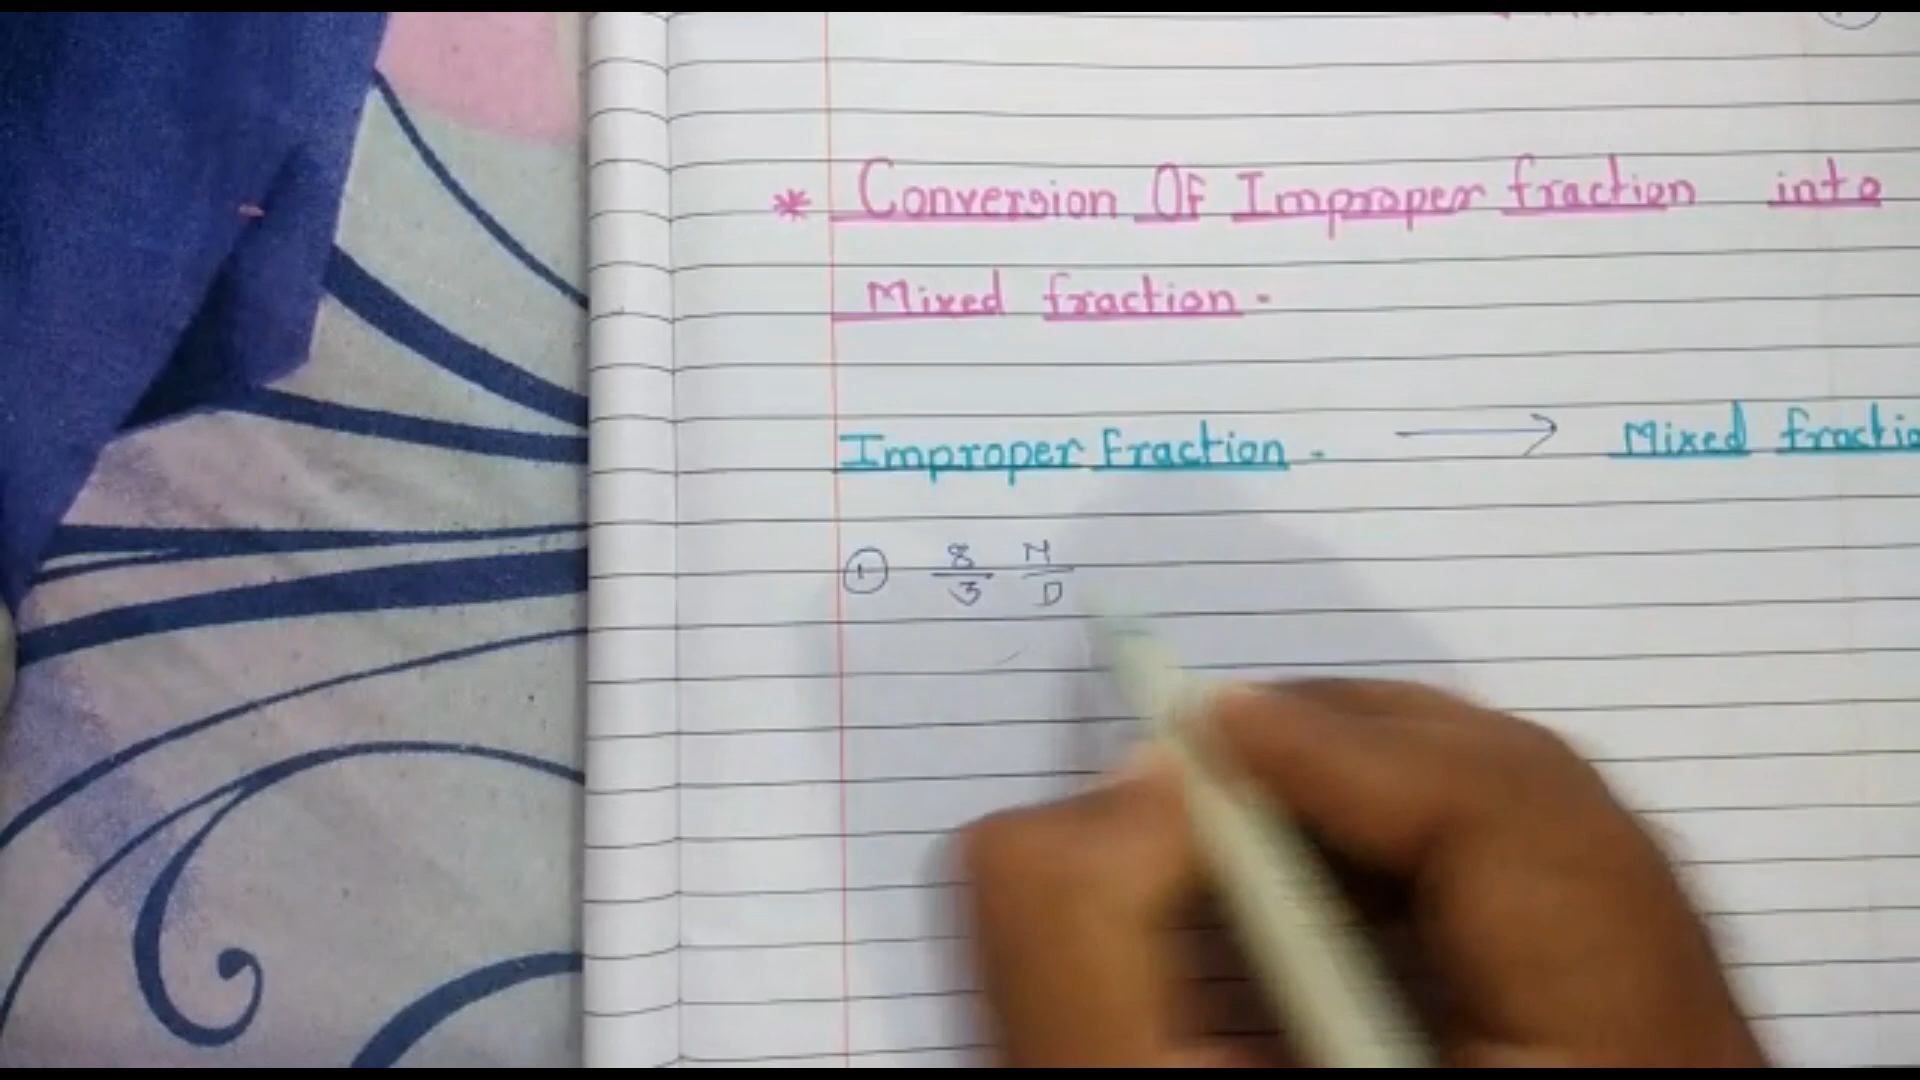 * Conversion Of Improper fraction into
Mixed fraction.
Improper Fraction. → Mixed fractio
① 8/3 N/D